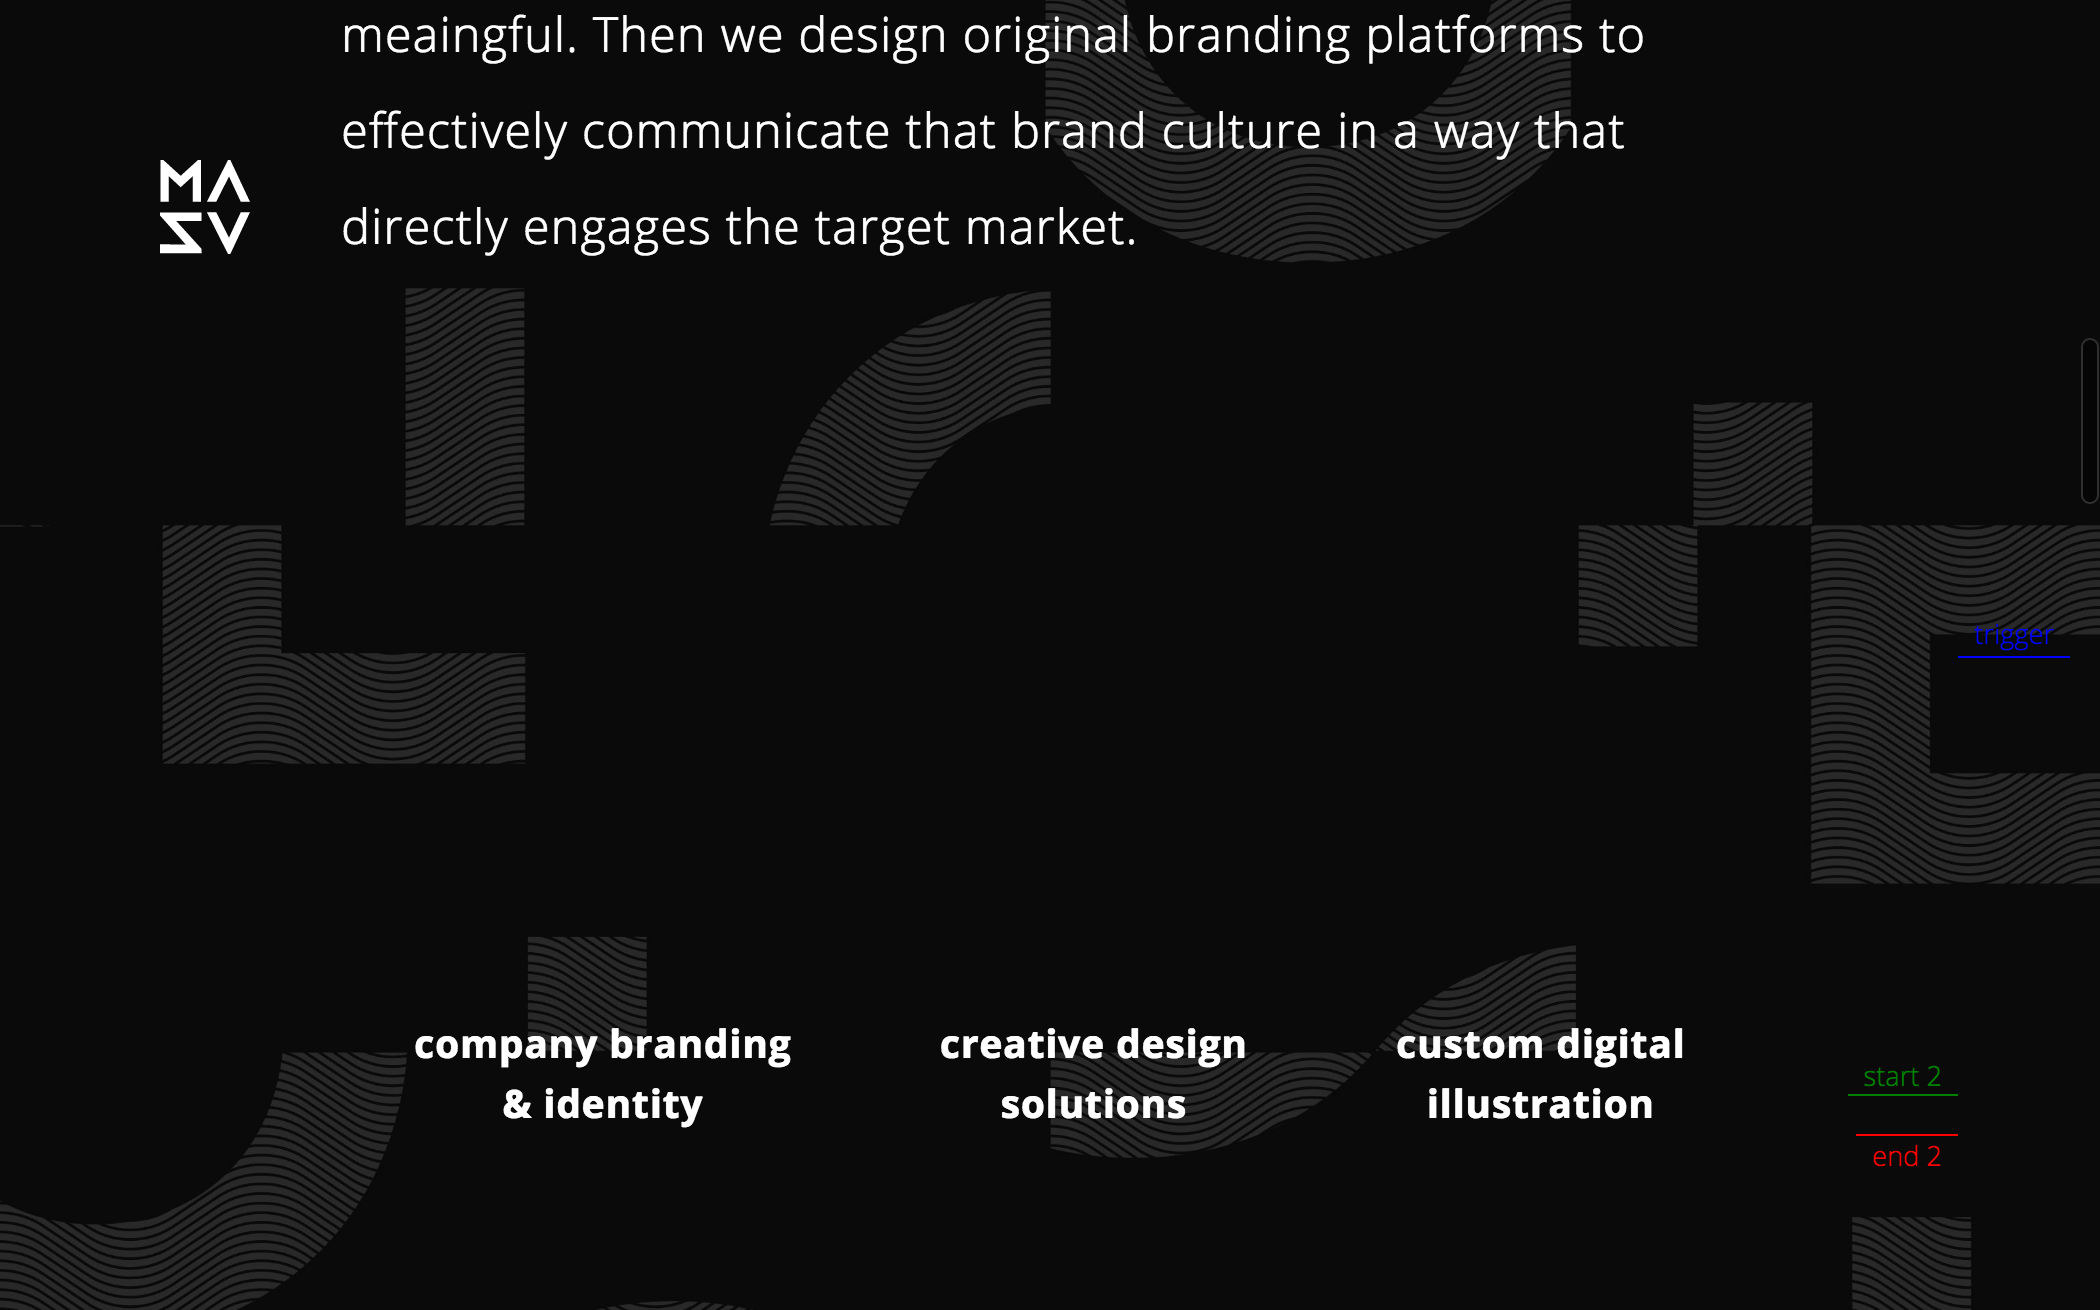 meaingful. Then we design original branding platforms to
effectively communicate that brand culture in a way that
directly engages the target market.
MA
SV
trigger
company branding
& identity
creative design
solutions
custom digital
illustration
start 2
end 2